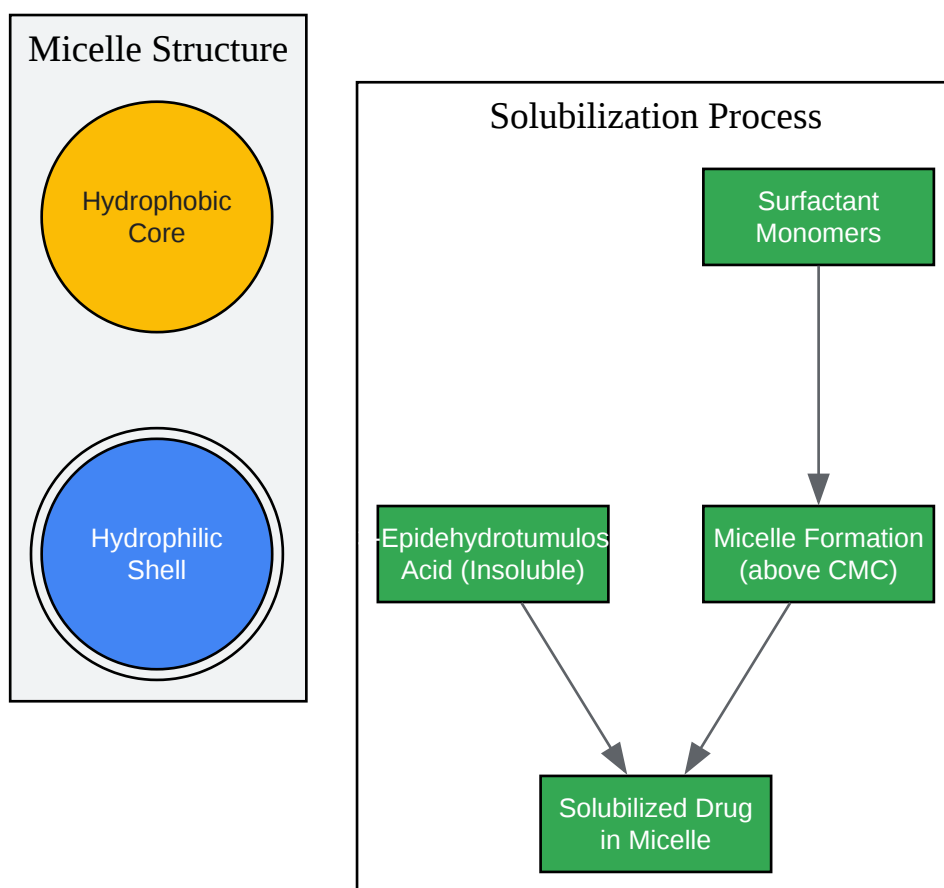 Micelle Structure
Hydrophobic
Core
Hydrophilic
Shell
Solubilization Process
Surfactant
Monomers
-Epidehydrotumulos
Acid (Insoluble)
Micelle Formation
(above CMC)
Solubilized Drug
in Micelle